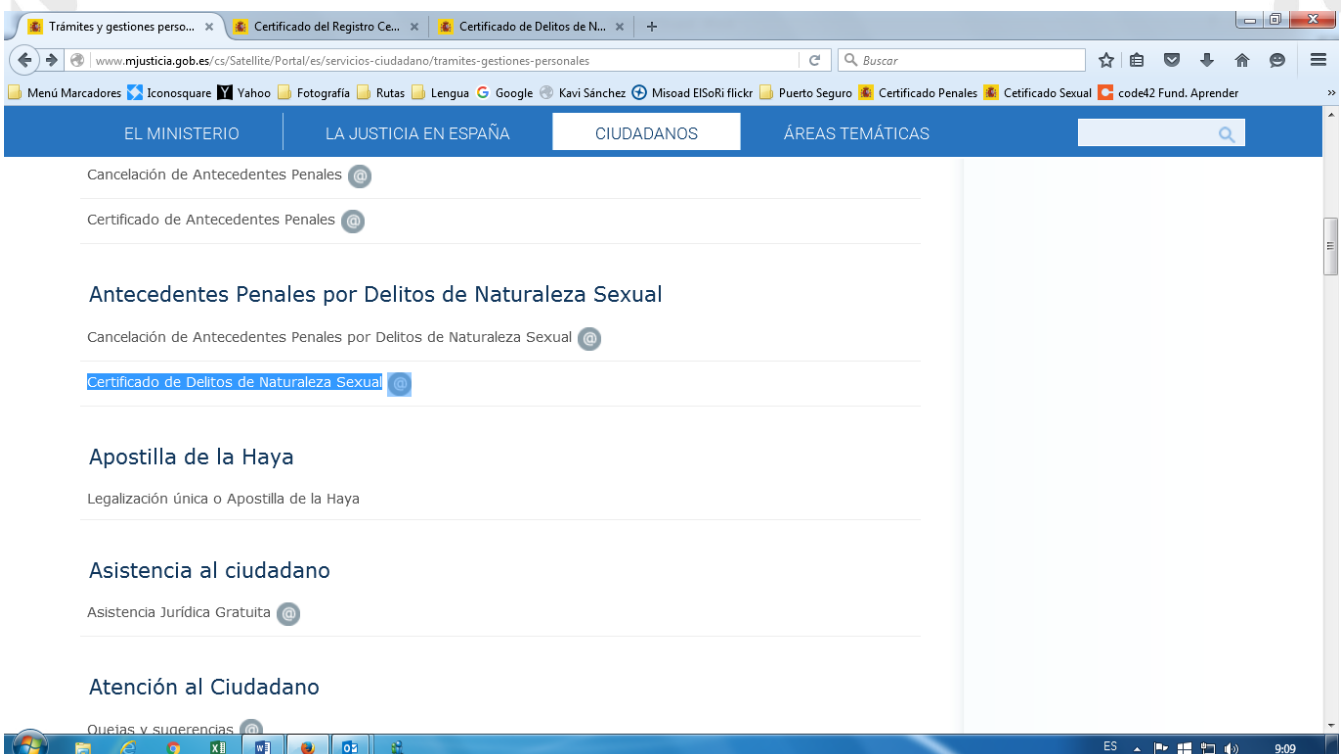 Trámites y gestiones perso...
Certificado del Registro Ce...
Certificado de Delitos de N...
www.mjusticia.gob.es/cs/Satellite/Portal/es/servicios-ciudadano/tramites-gestiones-personales
Buscar
Menú Marcadores Iconosquare Yahoo Fotografía Rutas Lengua Google Kavi Sánchez Misoad ElSoRi flickr Puerto Seguro Certificado Penales Cetificado Sexual code42 Fund. Aprender »
EL MINISTERIO LA JUSTICIA EN ESPAÑA CIUDADANOS ÁREAS TEMÁTICAS
Cancelación de Antecedentes Penales @
Certificado de Antecedentes Penales @
Antecedentes Penales por Delitos de Naturaleza Sexual
Cancelación de Antecedentes Penales por Delitos de Naturaleza Sexual @
Certificado de Delitos de Naturaleza Sexual @
Apostilla de la Haya
Legalización única o Apostilla de la Haya
Asistencia al ciudadano
Asistencia Jurídica Gratuita @
Atención al Ciudadano
Quejas y sugerencias @
ES 9:09